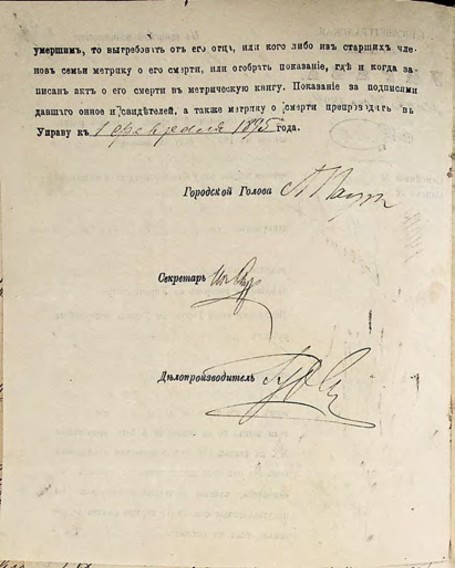 умершимъ, то вытребовать отъ его отца, или кого либо изъ старшихъ чле-
новъ семьи метрику о его смерти, или отобрать показаніе, гдѣ и когда за-
писанъ актъ о его смерти въ метрическую книгу. Показаніе за подписями
давшаго оное и свидѣтелей, а также метрику о смерти препроводить въ
Управу къ 1 февраля 1895 года.
Городской Голова
Секретарь
Дѣлопроизводитель